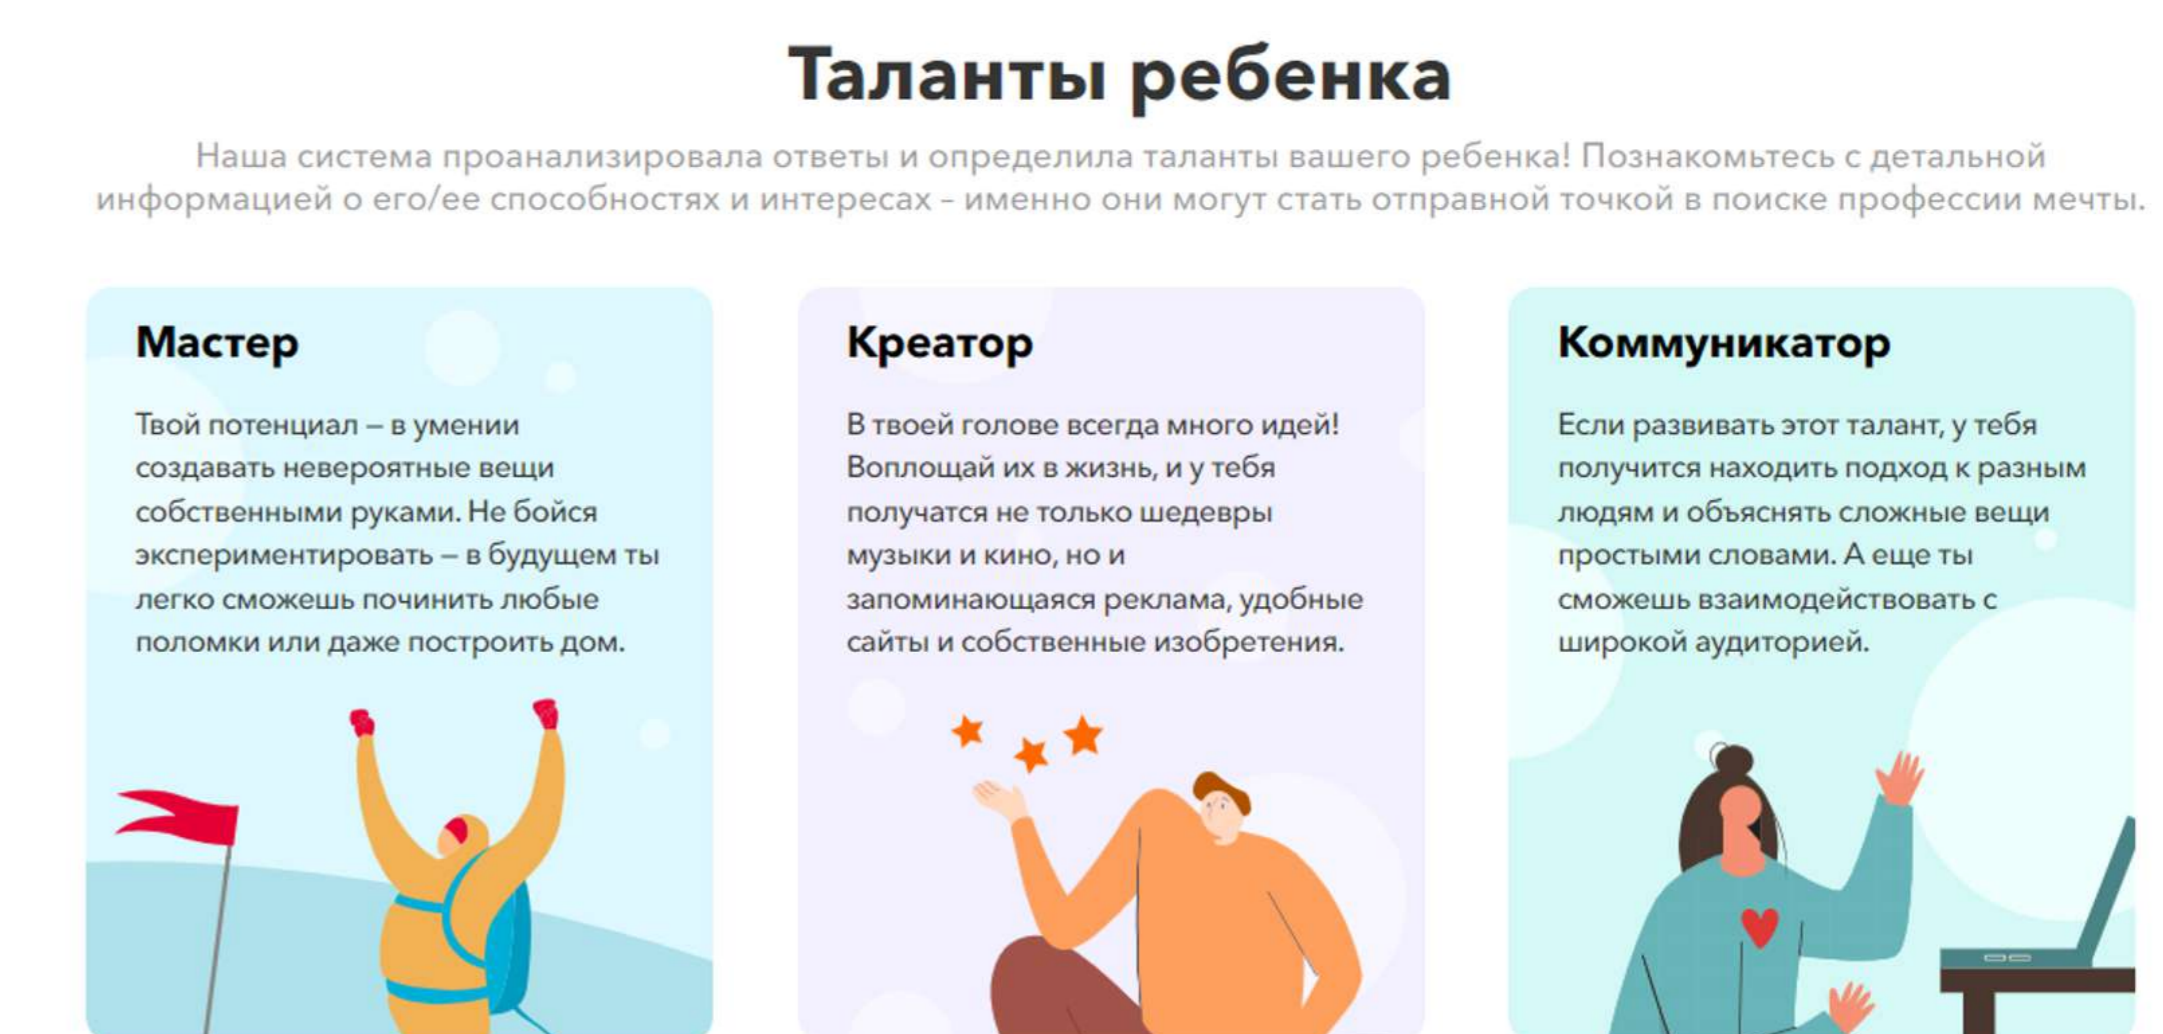 Таланты ребенка
Наша система проанализировала ответы и определила таланты вашего ребенка! Познакомьтесь с детальной
информацией о его/ее способностях и интересах – именно они могут стать отправной точкой в поиске профессии мечты.
Мастер
Твой потенциал – в умении
создавать невероятные вещи
собственными руками. Не бойся
экспериментировать – в будущем ты
легко сможешь починить любые
поломки или даже построить дом.
Креатор
В твоей голове всегда много идей!
Воплощай их в жизнь, и у тебя
получатся не только шедевры
музыки и кино, но и
запоминающаяся реклама, удобные
сайты и собственные изобретения.
Коммуникатор
Если развивать этот талант, у тебя
получится находить подход к разным
людям и объяснять сложные вещи
простыми словами. А еще ты
сможешь взаимодействовать с
широкой аудиторией.